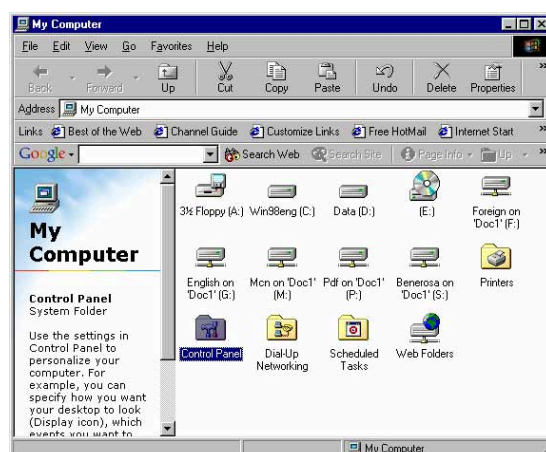 My Computer
File Edit View Go Favorites Help
Back Forward Up Cut Copy Paste Undo Delete Properties »
Address My Computer
Links Best of the Web Channel Guide Customize Links Free HotMail Internet Start »
Google Search Web Search Site Page Info Up »
My
Computer
Control Panel
System Folder
Use the settings in
Control Panel to
personalize your
computer. For
example, you can
specify how you want
your desktop to look
(Display icon), which
events you want to
3½ Floppy (A:) Win98eng (C:) Data (D:) (E:) Foreign on
'Doc1' (F:)
English on
'Doc1' (G:) Mcn on 'Doc1'
(M:) Pdf on 'Doc1'
(P:) Benerosa on
'Doc1' (S:) Printers
Control Panel Dial-Up
Networking Scheduled
Tasks Web Folders
My Computer